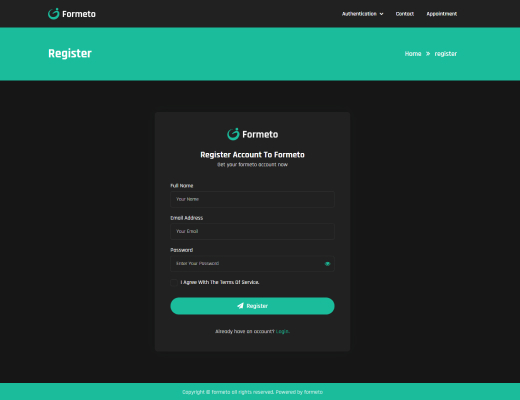 Formeto
Authentication Contact Appointment
Register
Home » register
Formeto
Register Account To Formeto
Get your formeto account now
Full Name
Your Name
Email Address
Your Email
Password
Enter Your Password
I Agree With The Terms Of Service.
Register
Already have an account? Login.
Copyright © formeto all rights reserved. Powered by formeto